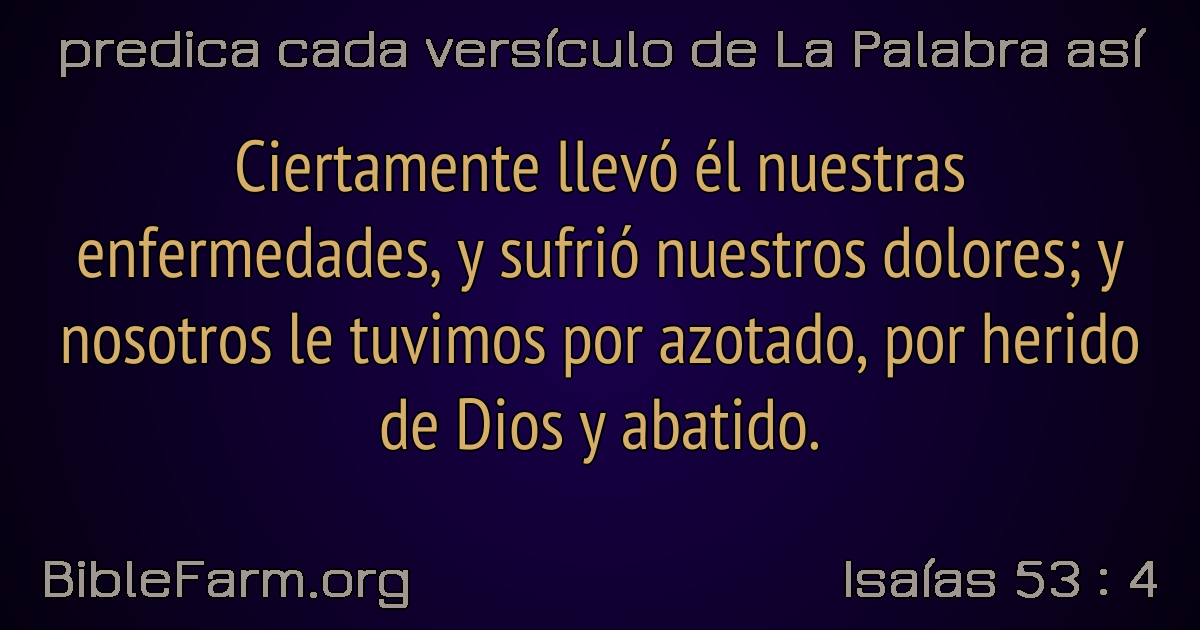 predica cada versículo de La Palabra así
Ciertamente llevó él nuestras
enfermedades, y sufrió nuestros dolores; y
nosotros le tuvimos por azotado, por herido
de Dios y abatido.
BibleFarm.org
Isaías 53 : 4